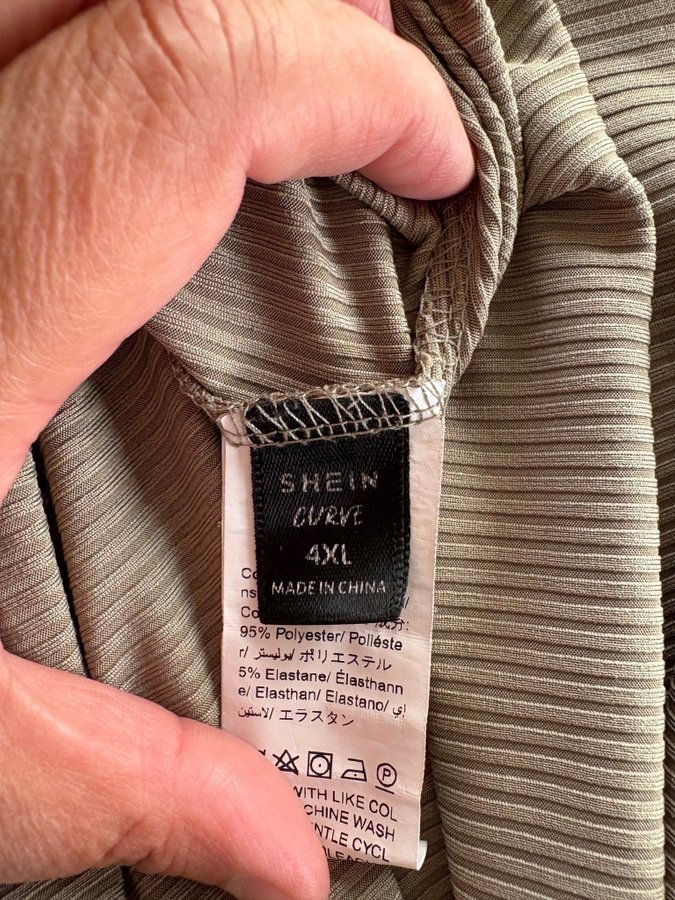 SHEIN
CURVE
4XL
MADE IN CHINA
95% Polyester/ Poliéste
r/ بوليستر/ ポリエステル
5% Elastane/ Élasthann
e/ Elasthan/ Elastano/ إي
لاستين/ エラスタン
P
WITH LIKE COL
CHINE WASH
NTLE CYCL